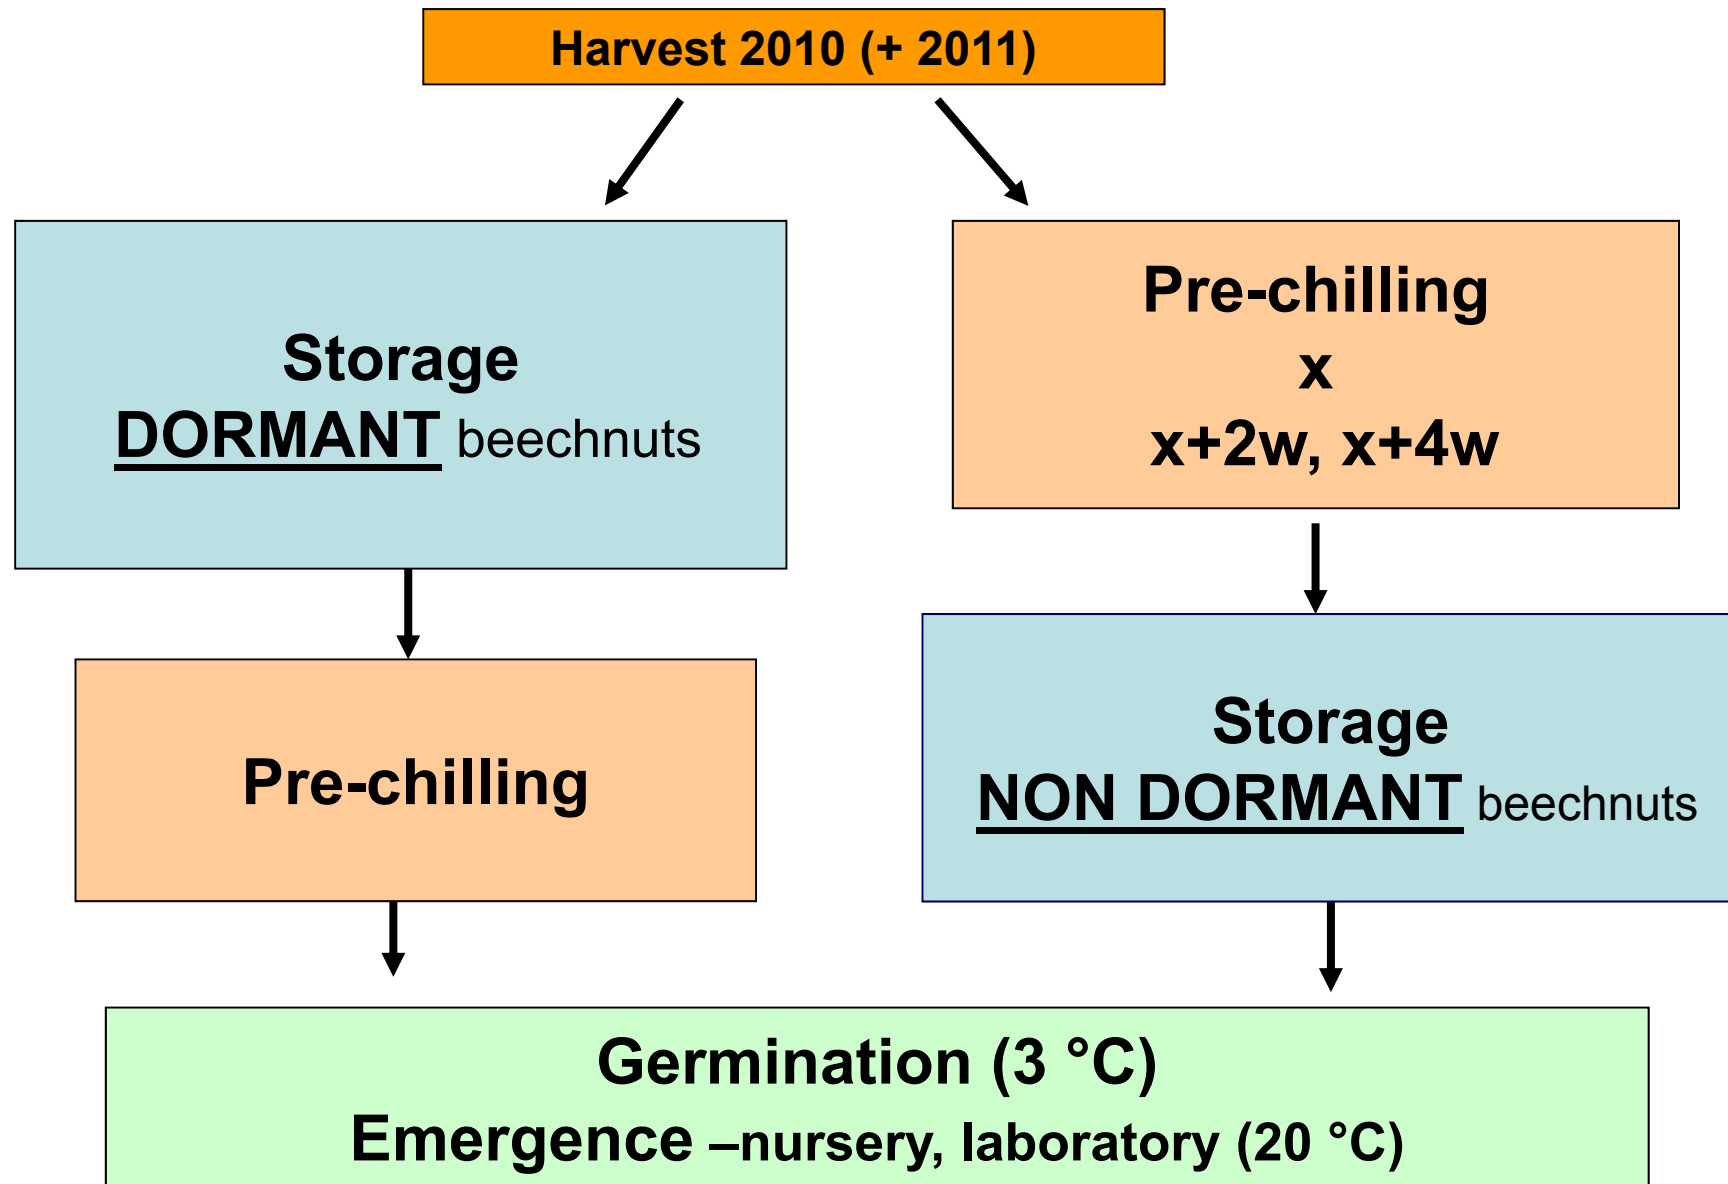 Harvest 2010 (+ 2011)
Storage
DORMANT beechnuts
Pre-chilling
x
x+2w, x+4w
Pre-chilling
Storage
NON DORMANT beechnuts
Germination (3 °C)
Emergence –nursery, laboratory (20 °C)